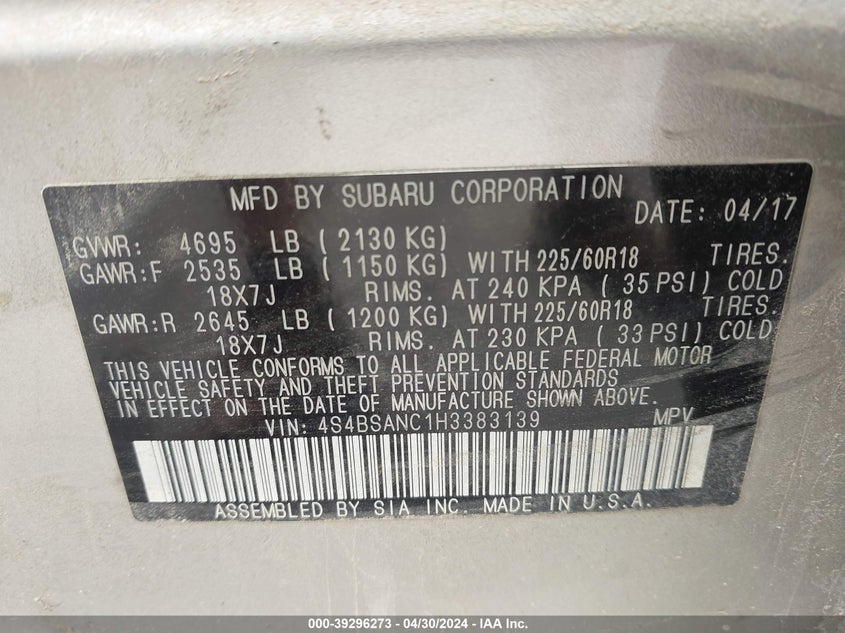 MFD BY SUBARU CORPORATION
DATE: 04/17
GVWR: 4695 LB ( 2130 KG)
GAWR:F 2535 LB ( 1150 KG) WITH 225/60R18 TIRES.
18X7J RIMS. AT 240 KPA ( 35 PSI) COLD
GAWR:R 2645 LB ( 1200 KG) WITH 225/60R18 TIRES.
18X7J RIMS. AT 230 KPA ( 33 PSI) COLD
THIS VEHICLE CONFORMS TO ALL APPLICABLE FEDERAL MOTOR
VEHICLE SAFETY AND THEFT PREVENTION STANDARDS
IN EFFECT ON THE DATE OF MANUFACTURE SHOWN ABOVE.
VIN: 4S4BSANC1H3383139 MPV
ASSEMBLED BY SIA INC. MADE IN U.S.A.
000-39296273 - 04/30/2024 - IAA Inc.